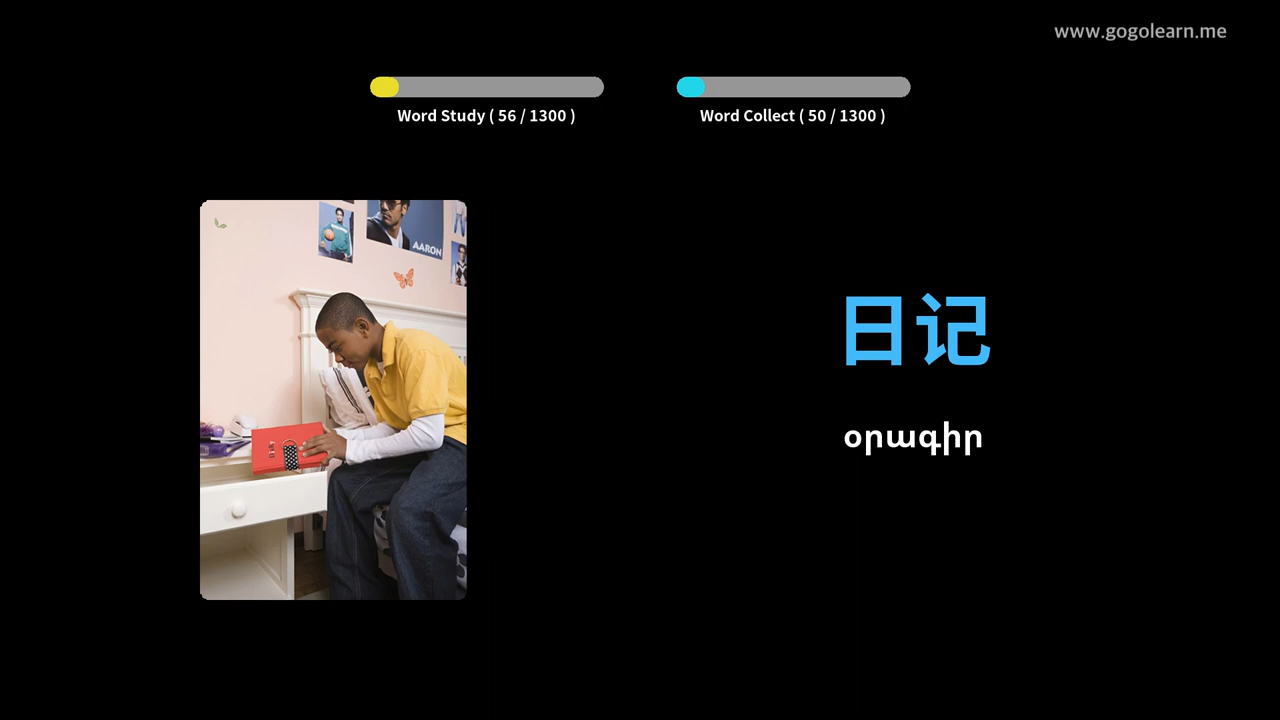 www.gogolearn.me
Word Study ( 56 / 1300 )
Word Collect ( 50 / 1300 )
AARON
日记
օրագիր